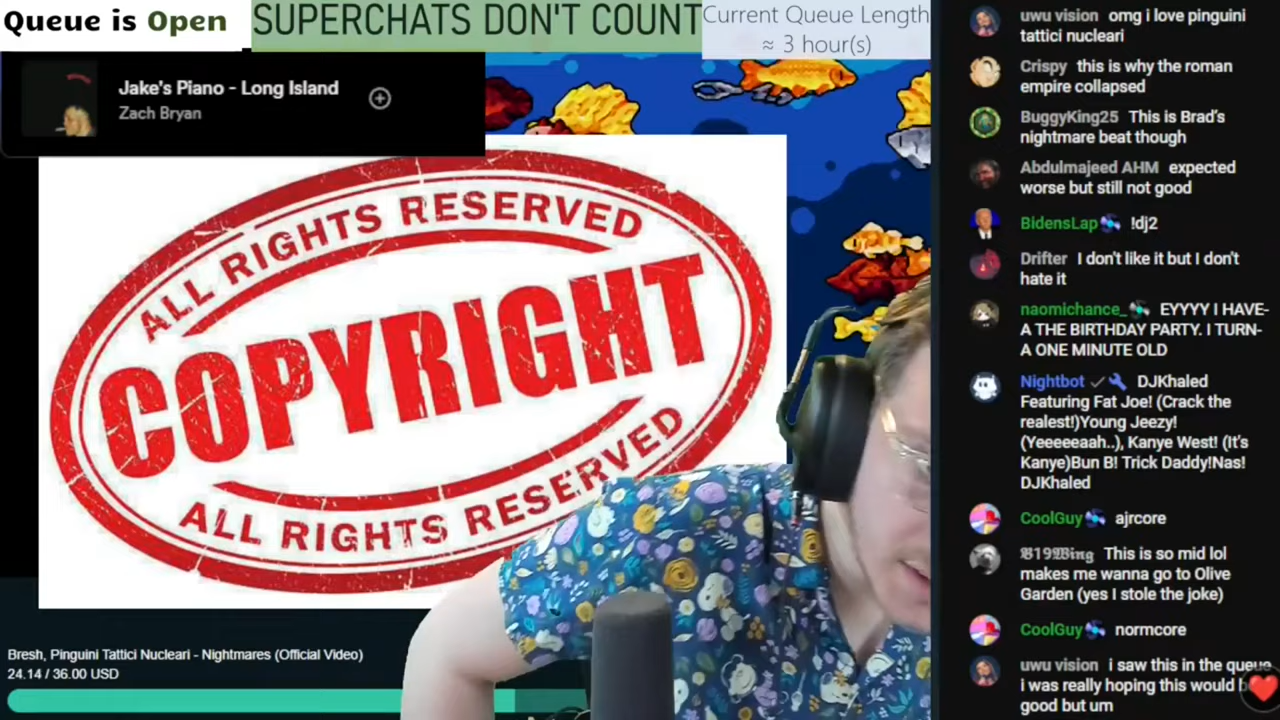 Queue is Open
SUPERCHATS DON'T COUNT
Current Queue Length
≈ 3 hour(s)
Jake's Piano - Long Island
Zach Bryan
ALL RIGHTS RESERVED
COPYRIGHT
ALL RIGHTS RESERVED
Bresh, Pinguini Tattici Nucleari - Nightmares (Official Video)
24.14 / 36.00 USD
uwu vision omg i love pinguini
tattici nucleari
Crispy this is why the roman
empire collapsed
BuggyKing25 This is Brad's
nightmare beat though
Abdulmajeed AHM expected
worse but still not good
BidensLap !dj2
Drifter I don't like it but I don't
hate it
naomichance_ EYYYY I HAVE-
A THE BIRTHDAY PARTY. I TURN-
A ONE MINUTE OLD
Nightbot DJKhaled
Featuring Fat Joe! (Crack the
realest!)Young Jeezy!
(Yeeeeeaah..), Kanye West! (It's
Kanye)Bun B! Trick Daddy!Nas!
DJKhaled
CoolGuy ajrcore
𝕭19𝕭𝖎𝖓𝖌 This is so mid lol
makes me wanna go to Olive
Garden (yes I stole the joke)
CoolGuy normcore
uwu vision i saw this in the queue
i was really hoping this would
good but um